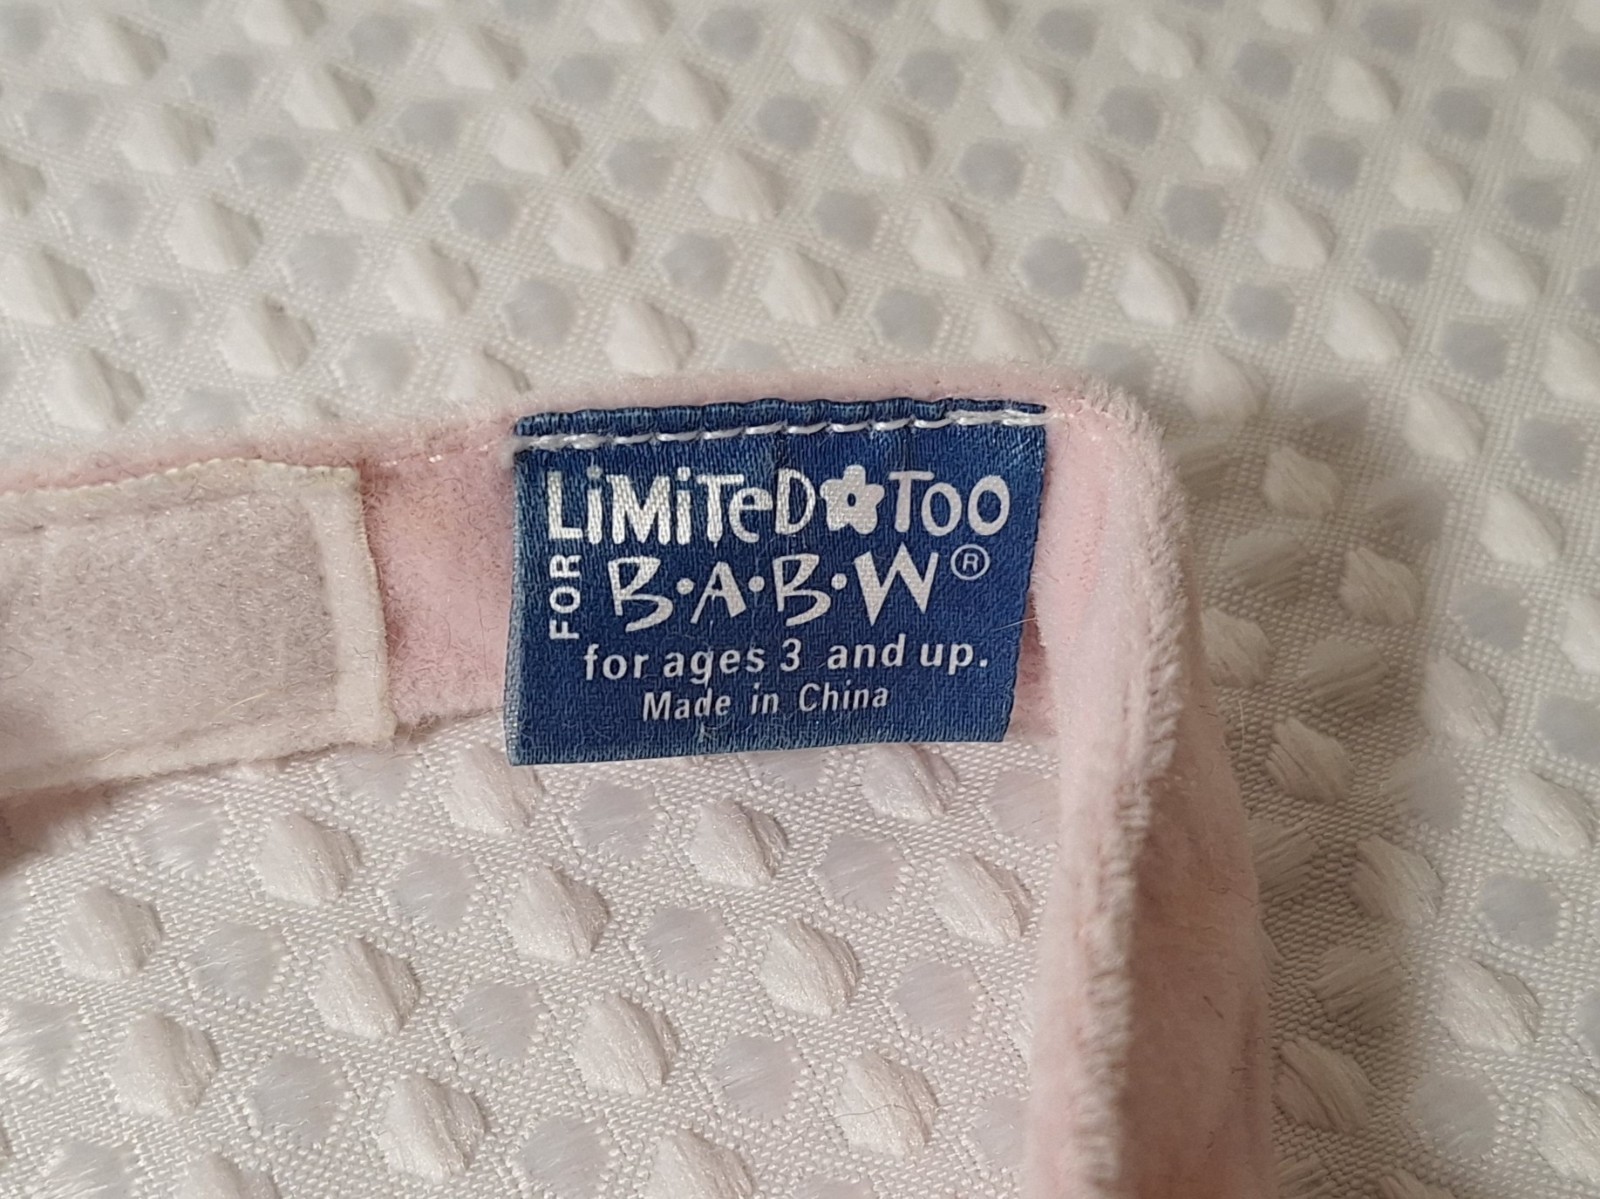 LiMiTeD TOO
FOR B•A•B•W®
for ages 3 and up.
Made in China